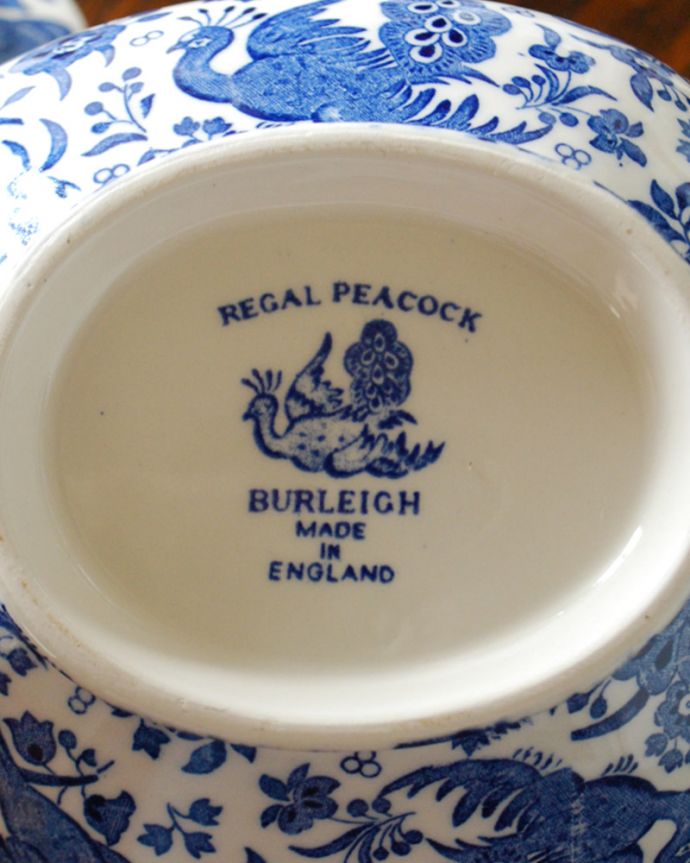 REGAL PEACOCK
BURLEIGH
MADE
IN
ENGLAND